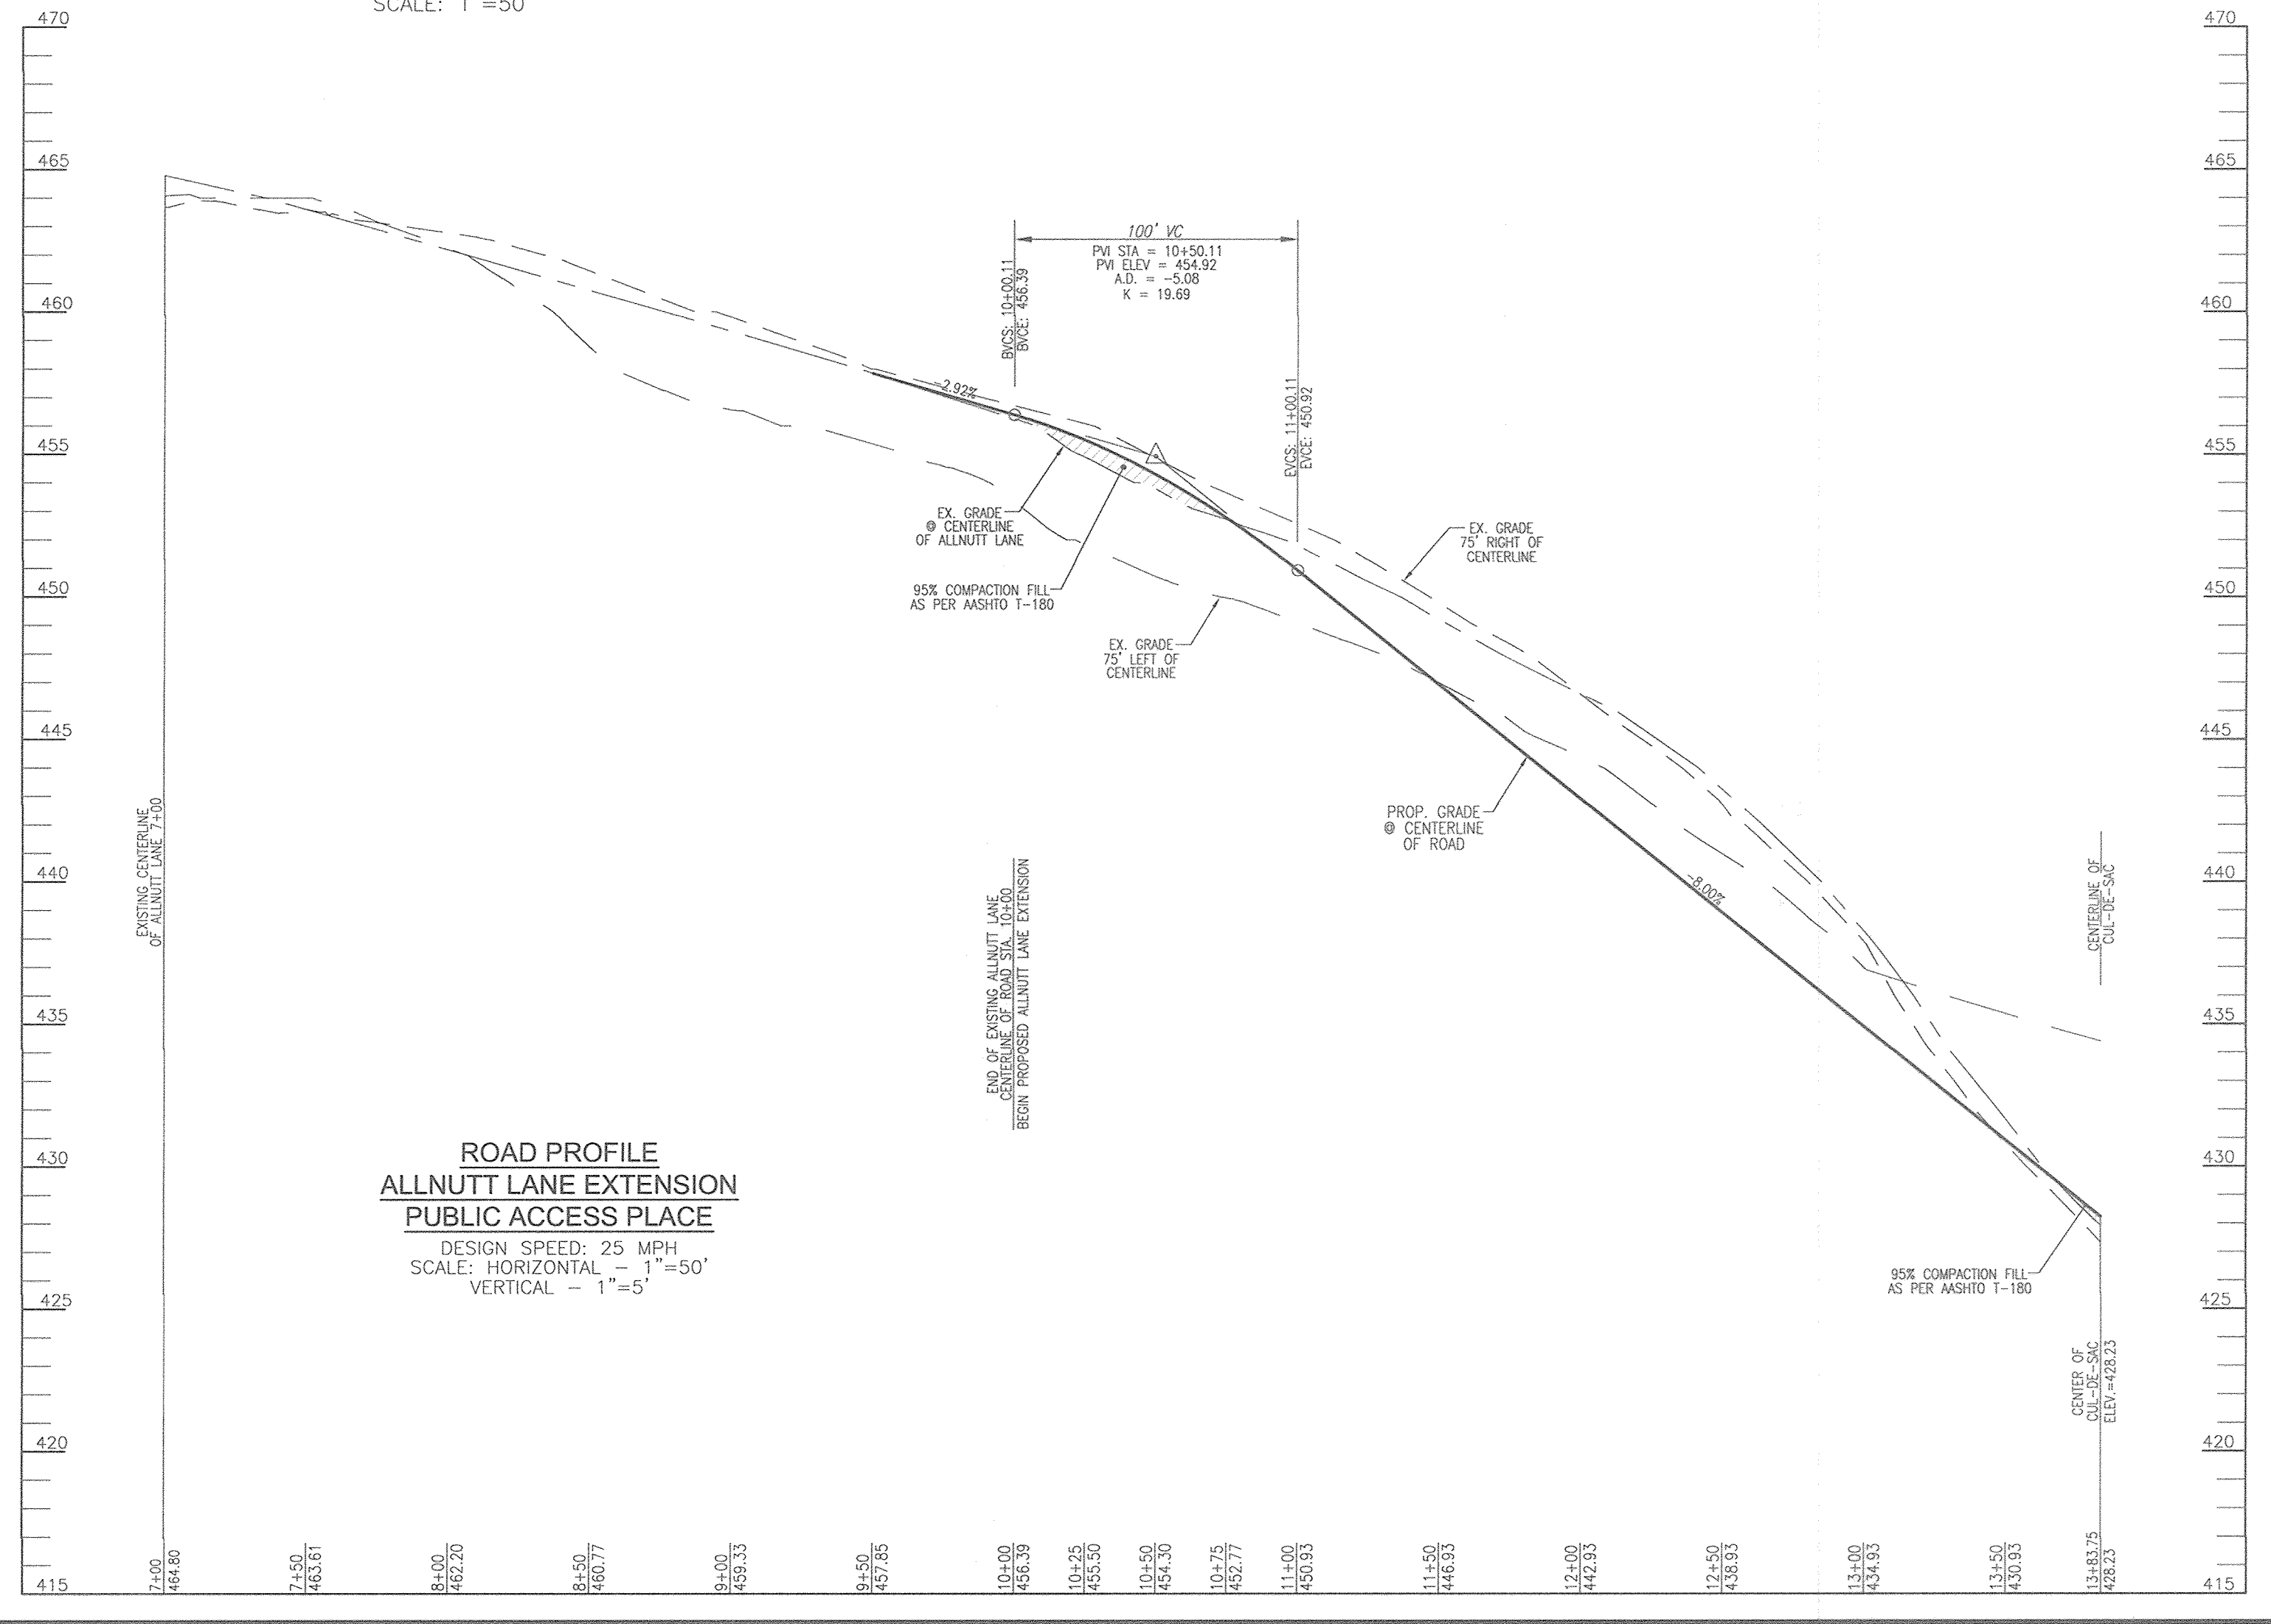 SCALE: 1"=50'
470
470
465
465
460
460
455
455
450
450
445
445
440
440
435
435
430
430
425
425
420
420
415
415
100' VC
PVI STA = 10+50.11
PVI ELEV = 454.92
A.D. = -5.08
K = 19.69
BVCS: 10+00.11
BVCE: 456.39
EVCS: 11+00.11
EVCE: 450.92
-2.92%
EX. GRADE
@ CENTERLINE
OF ALLNUTT LANE
95% COMPACTION FILL
AS PER AASHTO T-180
EX. GRADE
75' LEFT OF
CENTERLINE
EX. GRADE
75' RIGHT OF
CENTERLINE
PROP. GRADE
@ CENTERLINE
OF ROAD
-8.00%
EXISTING CENTERLINE
OF ALLNUTT LANE 7+00
END OF EXISTING ALLNUTT LANE
CENTERLINE OF ROAD STA. 10+00
BEGIN PROPOSED ALLNUTT LANE EXTENSION
CENTERLINE OF
CUL-DE-SAC
ROAD PROFILE
ALLNUTT LANE EXTENSION
PUBLIC ACCESS PLACE
DESIGN SPEED: 25 MPH
SCALE: HORIZONTAL - 1"=50'
VERTICAL - 1"=5'
95% COMPACTION FILL
AS PER AASHTO T-180
CENTER OF
CUL-DE-SAC
ELEV.=428.23
7+00
464.80
7+50
463.61
8+00
462.20
8+50
460.77
9+00
459.33
9+50
457.85
10+00
456.39
10+25
455.50
10+50
454.30
10+75
452.77
11+00
450.93
11+50
446.93
12+00
442.93
12+50
438.93
13+00
434.93
13+50
430.93
13+83.75
428.23